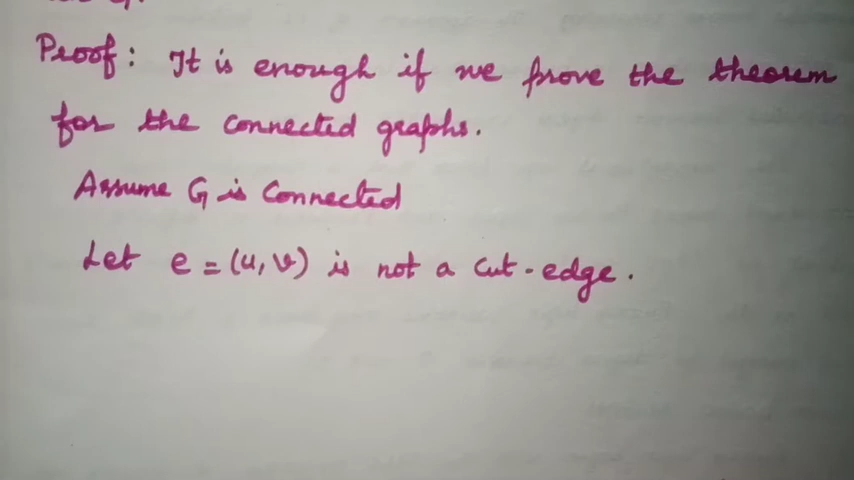 Proof: It is enough if we prove the theorem
for the connected graphs.
Assume G is Connected
Let e = (u, v) is not a cut-edge.